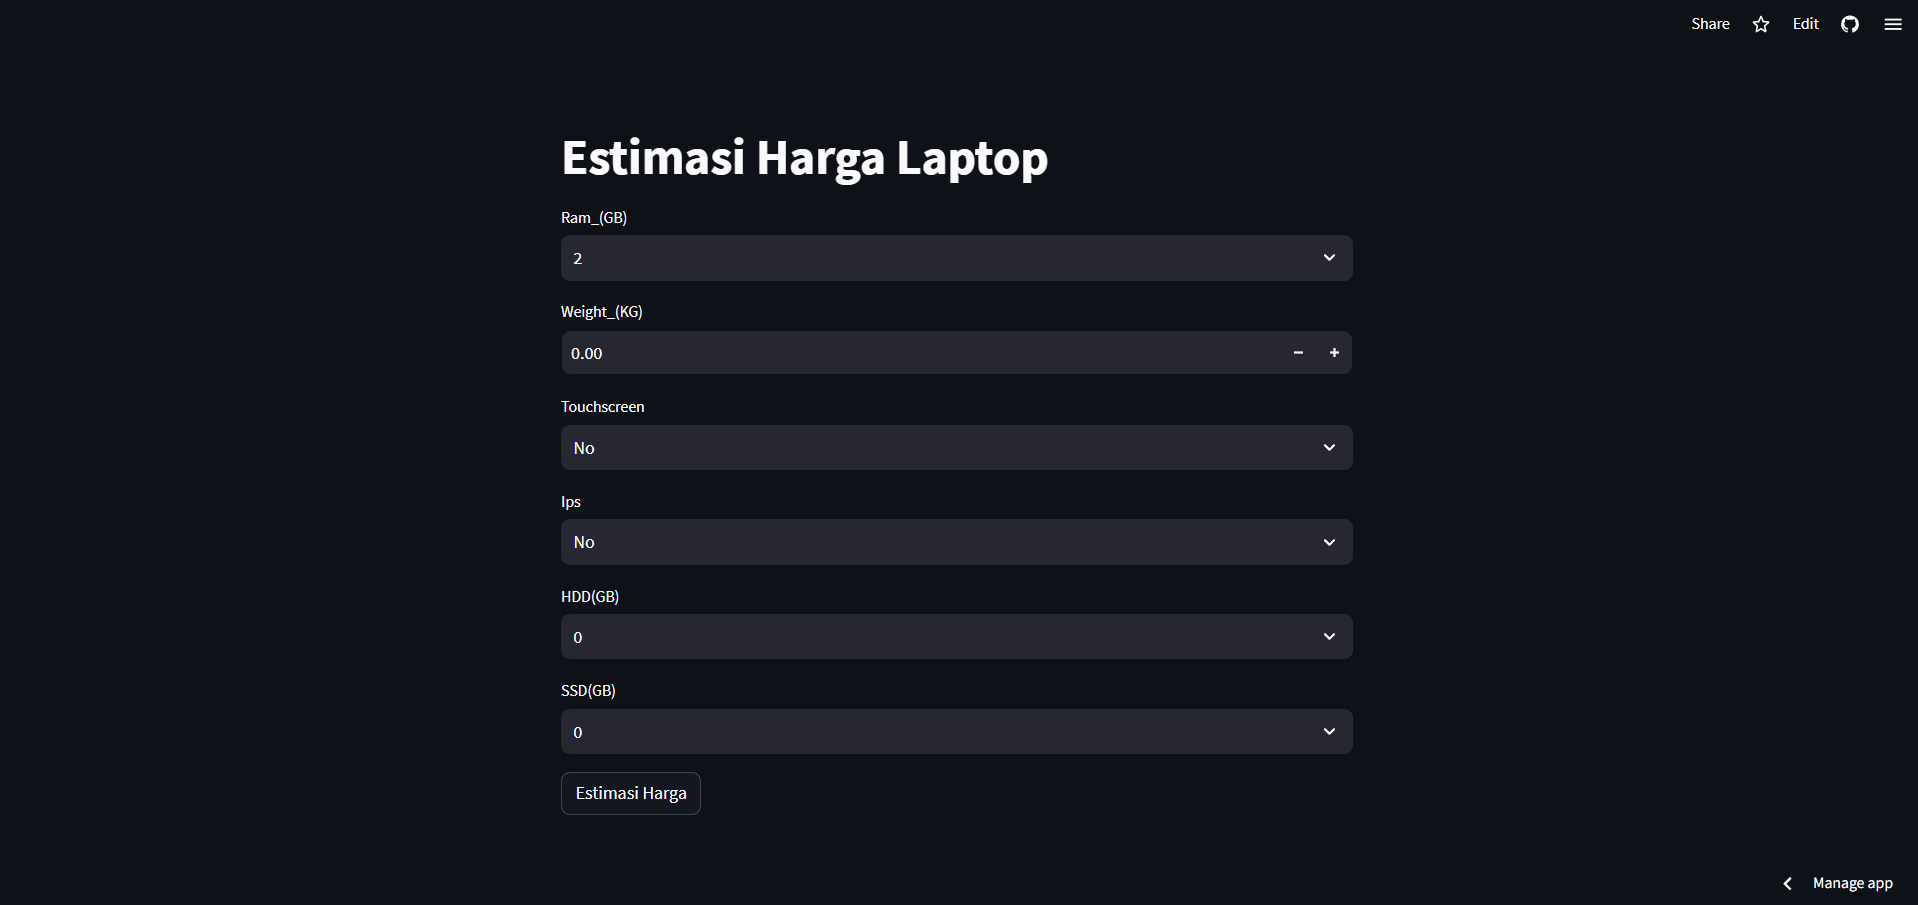 Share Edit
Estimasi Harga Laptop
Ram_(GB)
2
Weight_(KG)
0.00
Touchscreen
No
Ips
No
HDD(GB)
0
SSD(GB)
0
Estimasi Harga
Manage app